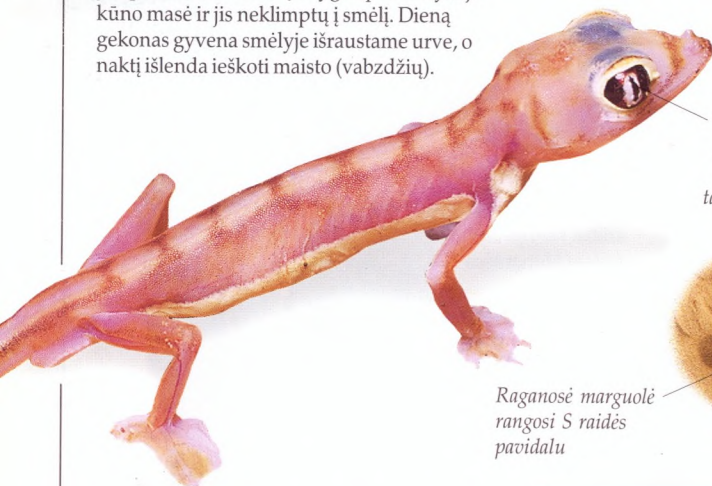 kūno masė ir jis neklimptų į smėlį. Dieną
gekonas gyvena smėlyje išraustame urve, o
naktį išlenda ieškoti maisto (vabzdžių).
Raganosė marguolė
rangosi S raidės
pavidalu